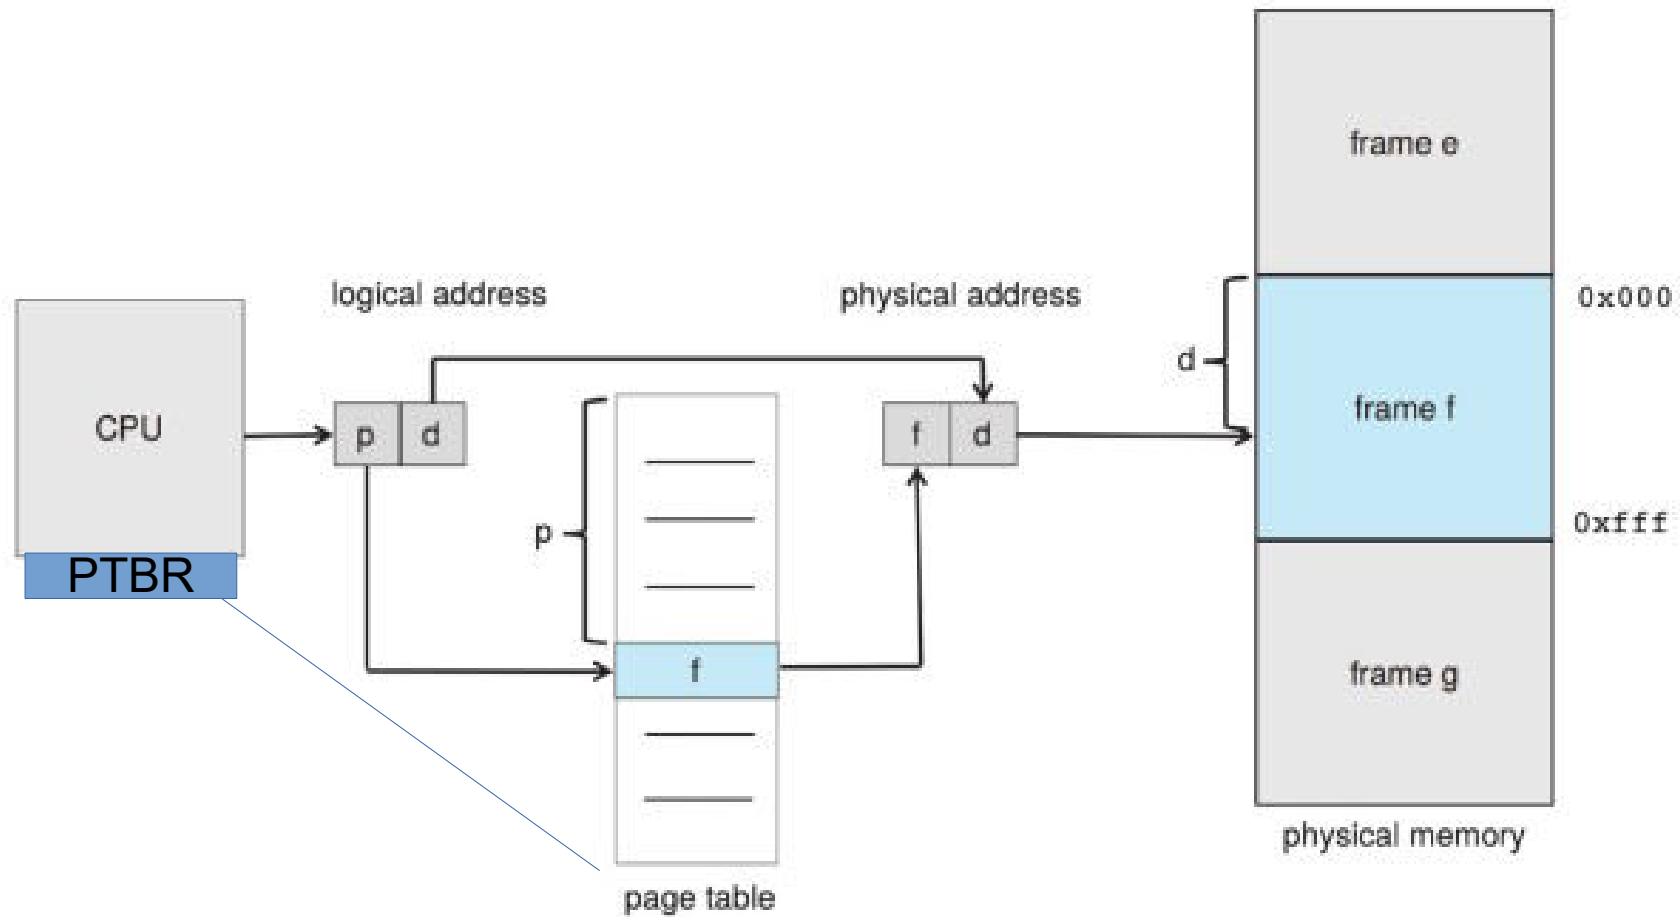 frame e
logical address
physical address
0x000
d
CPU
p d
f d
frame f
0xfff
p
PTBR
f
frame g
physical memory
page table